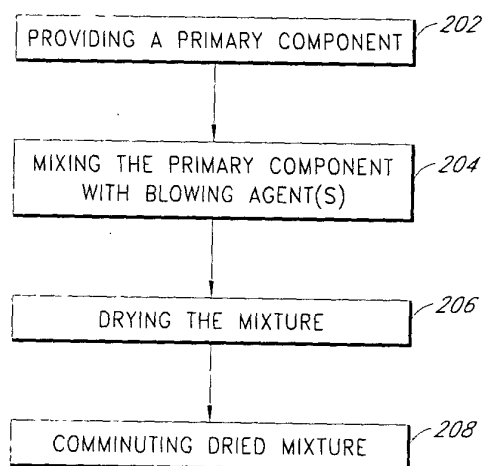 PROVIDING A PRIMARY COMPONENT
202
MIXING THE PRIMARY COMPONENT
WITH BLOWING AGENT(S)
204
DRYING THE MIXTURE
206
COMMINUTING DRIED MIXTURE
208